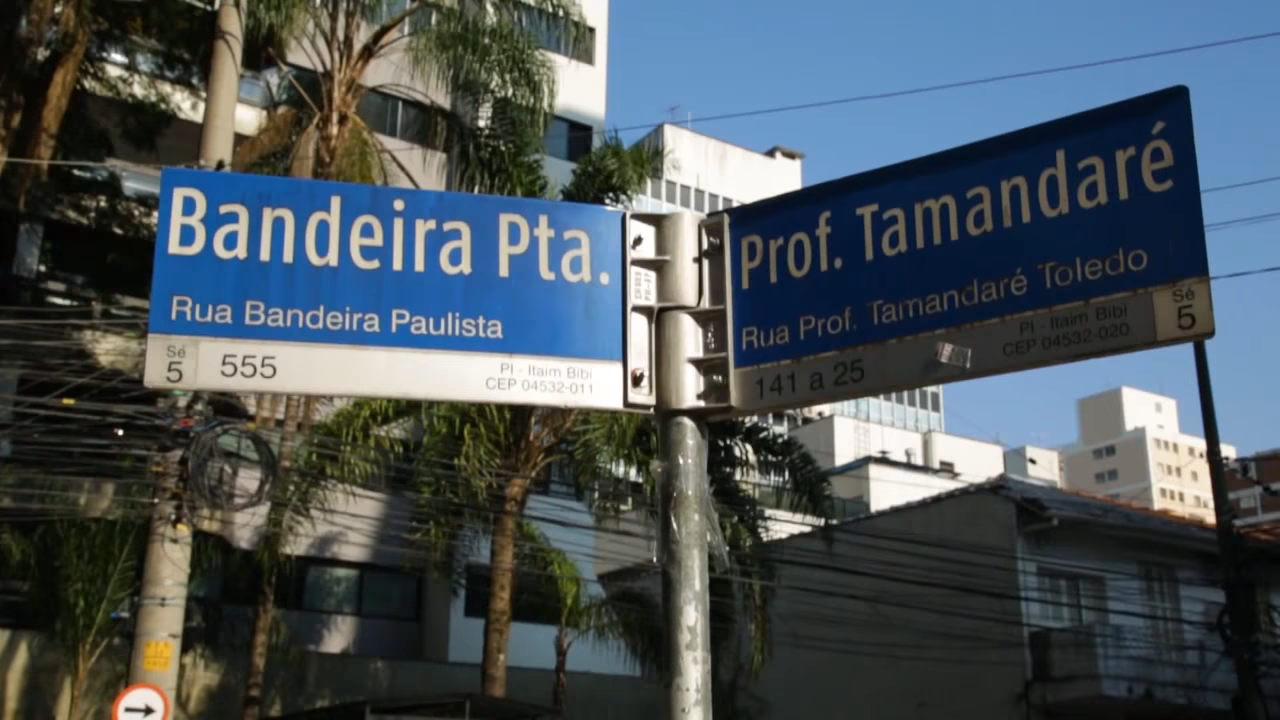 Bandeira Pta.
Rua Bandeira Paulista
Sé
5
555
PI - Itaim Bibi
CEP 04532-011
Prof. Tamandaré
Rua Prof. Tamandaré Toledo
141 a 25
PI - Itaim Bibi
CEP 04532-020
Sé
5